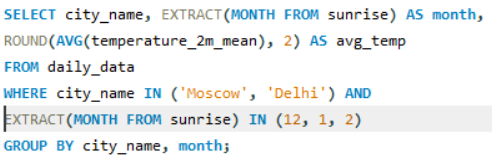 SELECT city_name, EXTRACT(MONTH FROM sunrise) AS month,
ROUND(AVG(temperature_2m_mean), 2) AS avg_temp
FROM daily_data
WHERE city_name IN ('Moscow', 'Delhi') AND
EXTRACT(MONTH FROM sunrise) IN (12, 1, 2)
GROUP BY city_name, month;